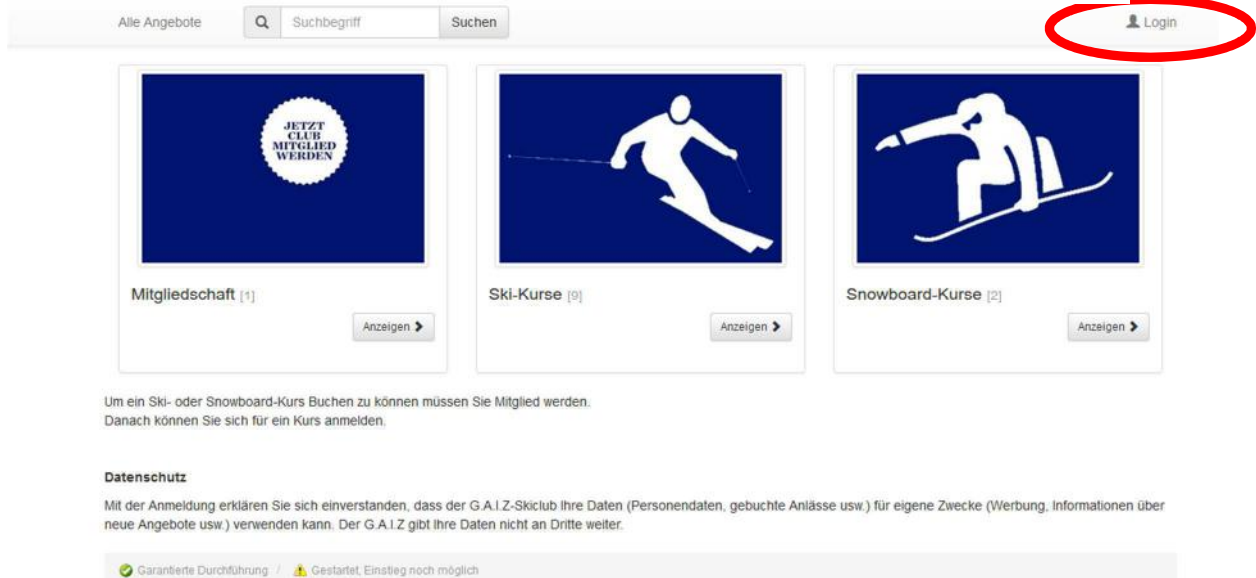 Alle Angebote
Suchbegriff
Suchen
Login
JETZT
CLUB
MITGLIED
WERDEN
Mitgliedschaft [1]
Anzeigen
Ski-Kurse [9]
Anzeigen
Snowboard-Kurse [2]
Anzeigen
Um ein Ski- oder Snowboard-Kurs Buchen zu können müssen Sie Mitglied werden.
Danach können Sie sich für ein Kurs anmelden.
Datenschutz
Mit der Anmeldung erklären Sie sich einverstanden, dass der G.A.I.Z-Skiclub Ihre Daten (Personendaten, gebuchte Anlässe usw.) für eigene Zwecke (Werbung, Informationen über
neue Angebote usw.) verwenden kann. Der G.A.I.Z gibt Ihre Daten nicht an Dritte weiter.
Garantierte Durchführung / Gestartet, Einstieg noch möglich